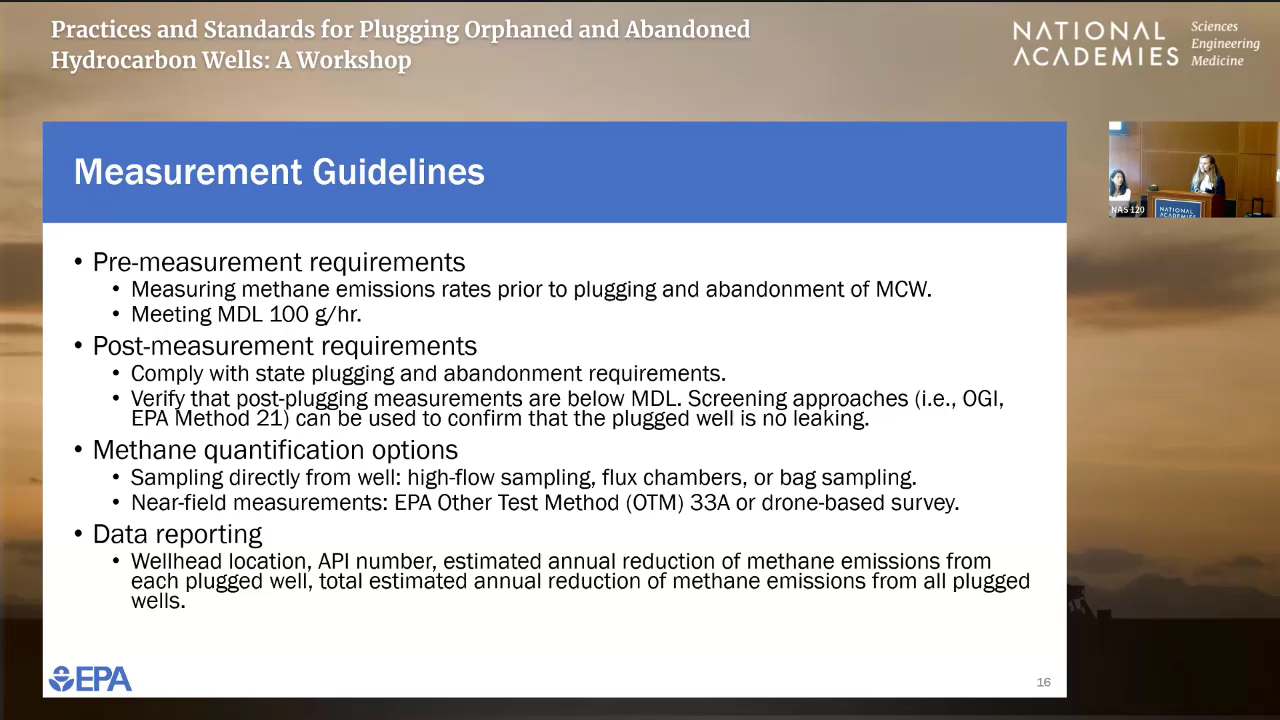 Practices and Standards for Plugging Orphaned and Abandoned
Hydrocarbon Wells: A Workshop
NATIONAL
ACADEMIES
Sciences
Engineering
Medicine
Measurement Guidelines
• Pre-measurement requirements
• Measuring methane emissions rates prior to plugging and abandonment of MCW.
• Meeting MDL 100 g/hr.
• Post-measurement requirements
• Comply with state plugging and abandonment requirements.
• Verify that post-plugging measurements are below MDL. Screening approaches (i.e., OGI,
EPA Method 21) can be used to confirm that the plugged well is no leaking.
• Methane quantification options
• Sampling directly from well: high-flow sampling, flux chambers, or bag sampling.
• Near-field measurements: EPA Other Test Method (OTM) 33A or drone-based survey.
• Data reporting
• Wellhead location, API number, estimated annual reduction of methane emissions from
each plugged well, total estimated annual reduction of methane emissions from all plugged
wells.
EPA
16
NAS 120
NATIONAL
ACADEMIES